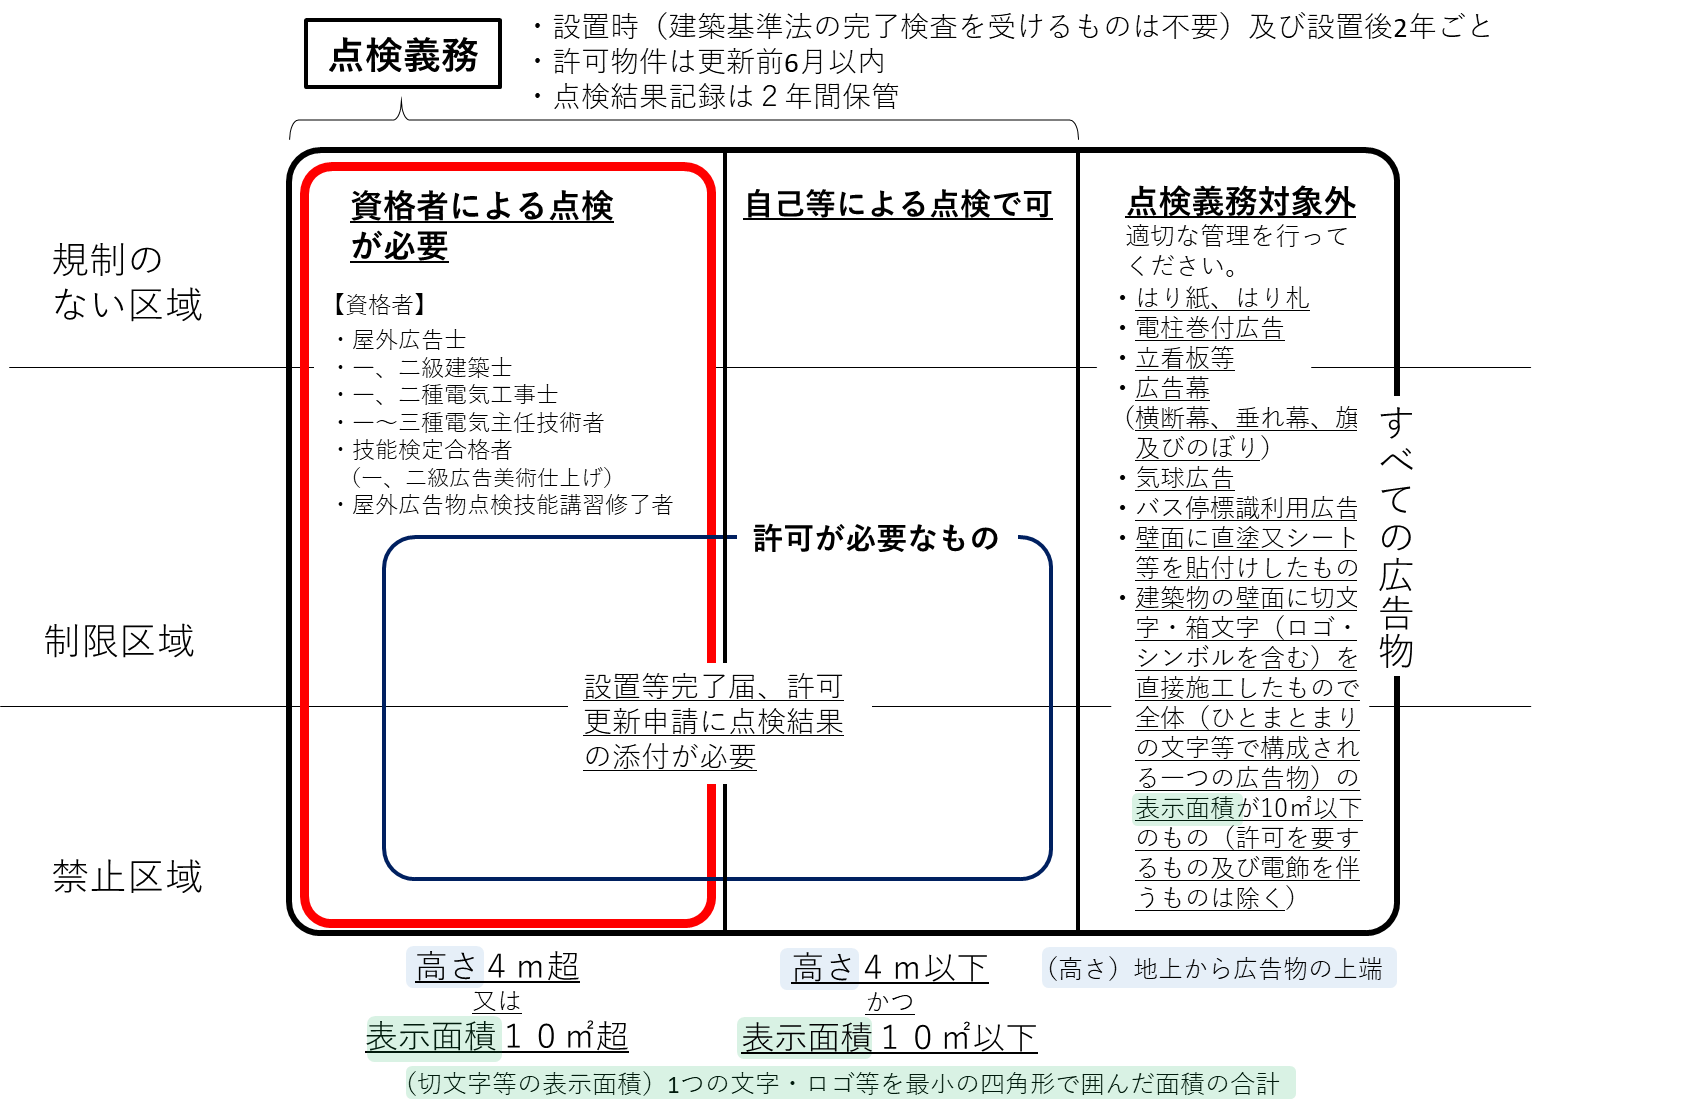 点検義務
・設置時（建築基準法の完了検査を受けるものは不要）及び設置後2年ごと
・許可物件は更新前6月以内
・点検結果記録は２年間保管
規制の
ない区域
制限区域
禁止区域
資格者による点検
が必要
【資格者】
・屋外広告士
・一、二級建築士
・一、二種電気工事士
・一～三種電気主任技術者
・技能検定合格者
（一、二級広告美術仕上げ）
・屋外広告物点検技能講習修了者
自己等による点検で可
許可が必要なもの
設置等完了届、許可
更新申請に点検結果
の添付が必要
点検義務対象外
適切な管理を行って
ください。
・はり紙、はり札
・電柱巻付広告
・立看板等
・広告幕
（横断幕、垂れ幕、旗
及びのぼり）
・気球広告
・バス停標識利用広告
・壁面に直塗又シート
等を貼付けしたもの
・建築物の壁面に切文
字・箱文字（ロゴ・
シンボルを含む）を
直接施工したもので
全体（ひとまとまり
の文字等で構成され
る一つの広告物）の
表示面積が10㎡以下
のもの（許可を要す
るもの及び電飾を伴
うものは除く）
すべての広告物
高さ４ｍ超
又は
表示面積１０㎡超
高さ４ｍ以下
かつ
表示面積１０㎡以下
（高さ）地上から広告物の上端
（切文字等の表示面積）1つの文字・ロゴ等を最小の四角形で囲んだ面積の合計